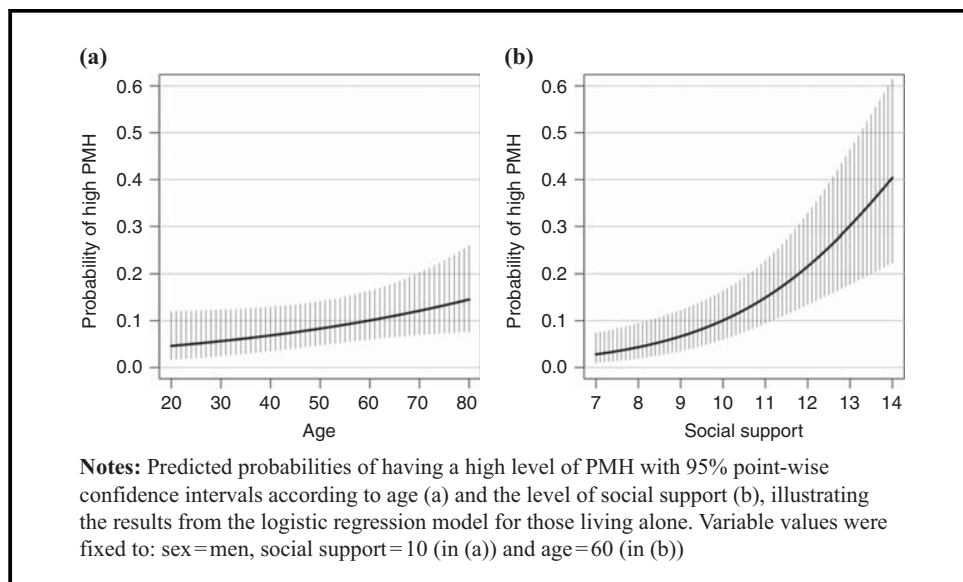 (a)
0.6
0.5
0.4
0.3
0.2
0.1
0.0
Probability of high PMH
20 30 40 50 60 70 80
Age
(b)
0.6
0.5
0.4
0.3
0.2
0.1
0.0
Probability of high PMH
7 8 9 10 11 12 13 14
Social support
Notes: Predicted probabilities of having a high level of PMH with 95% point-wise
confidence intervals according to age (a) and the level of social support (b), illustrating
the results from the logistic regression model for those living alone. Variable values were
fixed to: sex=men, social support=10 (in (a)) and age=60 (in (b))